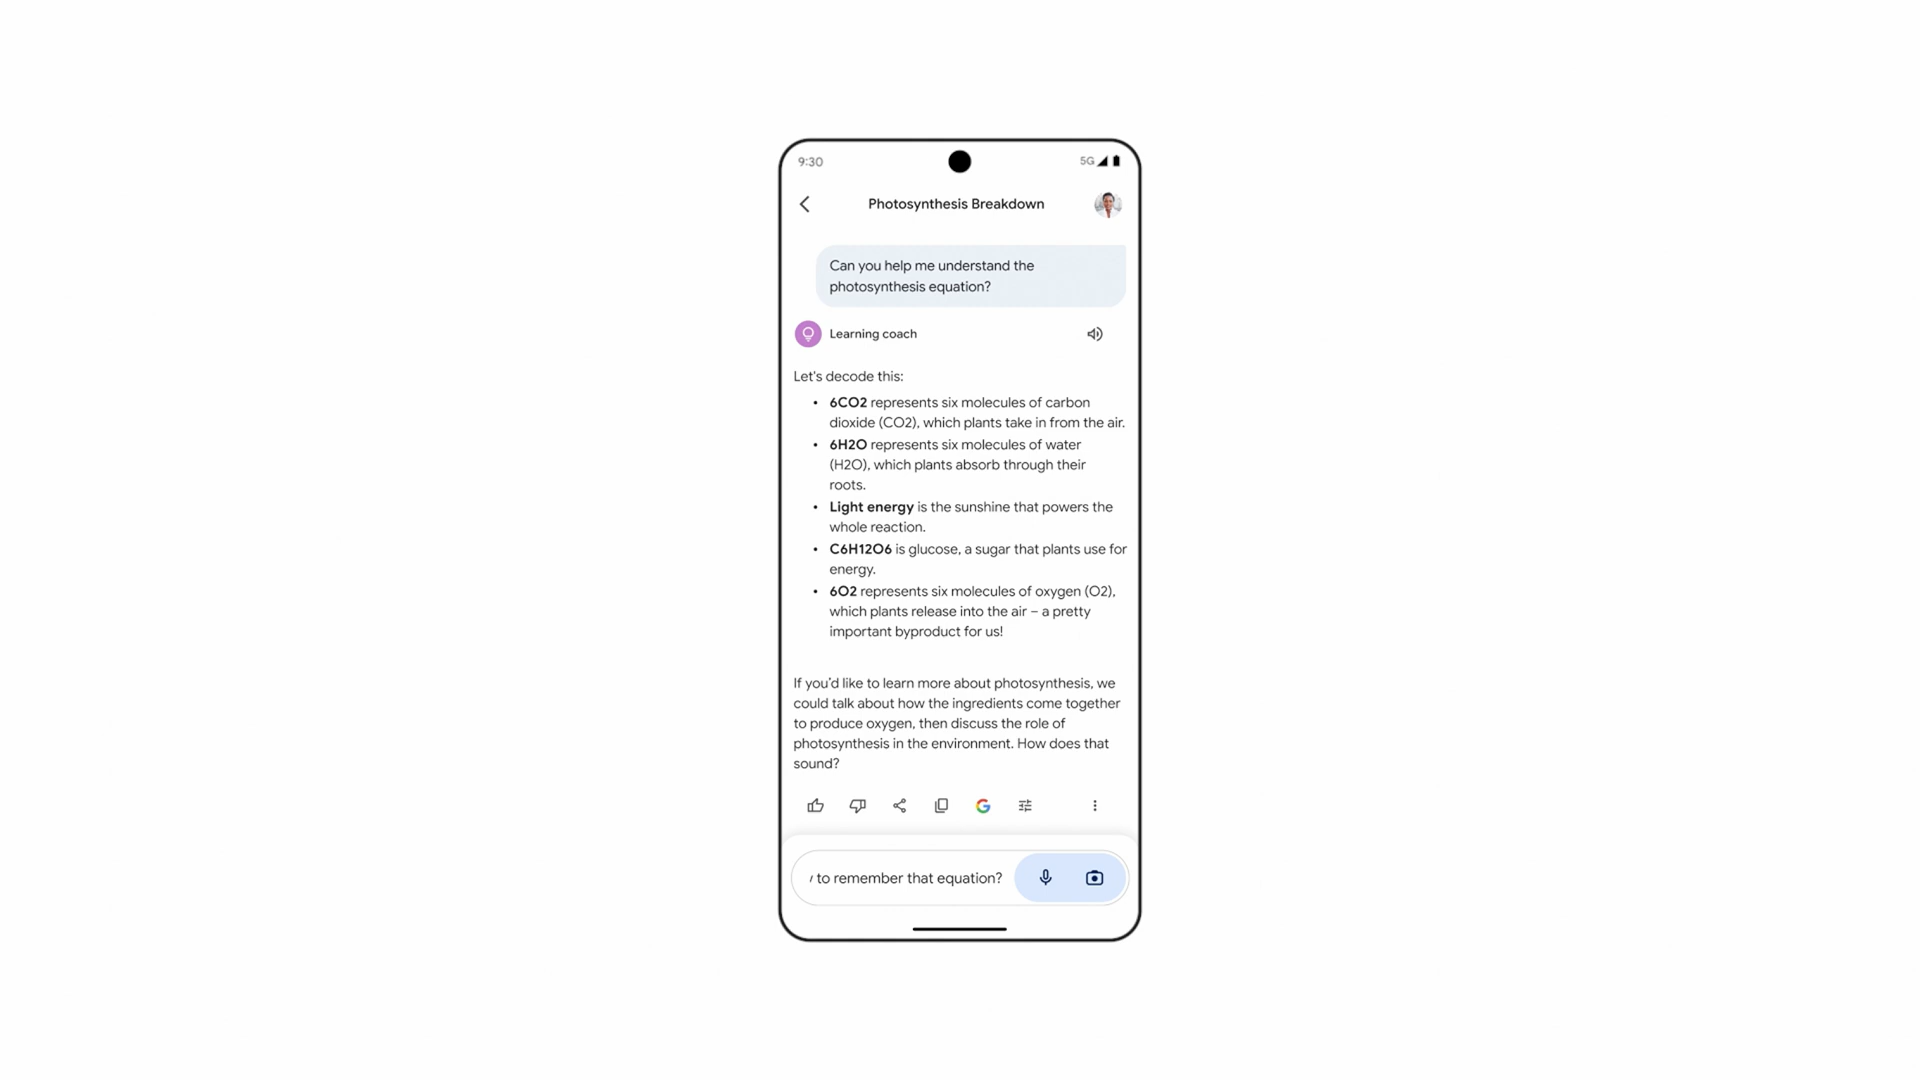 9:30
5G
Photosynthesis Breakdown
Can you help me understand the
photosynthesis equation?
Learning coach
Let's decode this:
• 6CO2 represents six molecules of carbon
dioxide (CO2), which plants take in from the air.
• 6H2O represents six molecules of water
(H2O), which plants absorb through their
roots.
• Light energy is the sunshine that powers the
whole reaction.
• C6H12O6 is glucose, a sugar that plants use for
energy.
• 6O2 represents six molecules of oxygen (O2),
which plants release into the air – a pretty
important byproduct for us!
If you'd like to learn more about photosynthesis, we
could talk about how the ingredients come together
to produce oxygen, then discuss the role of
photosynthesis in the environment. How does that
sound?
to remember that equation?